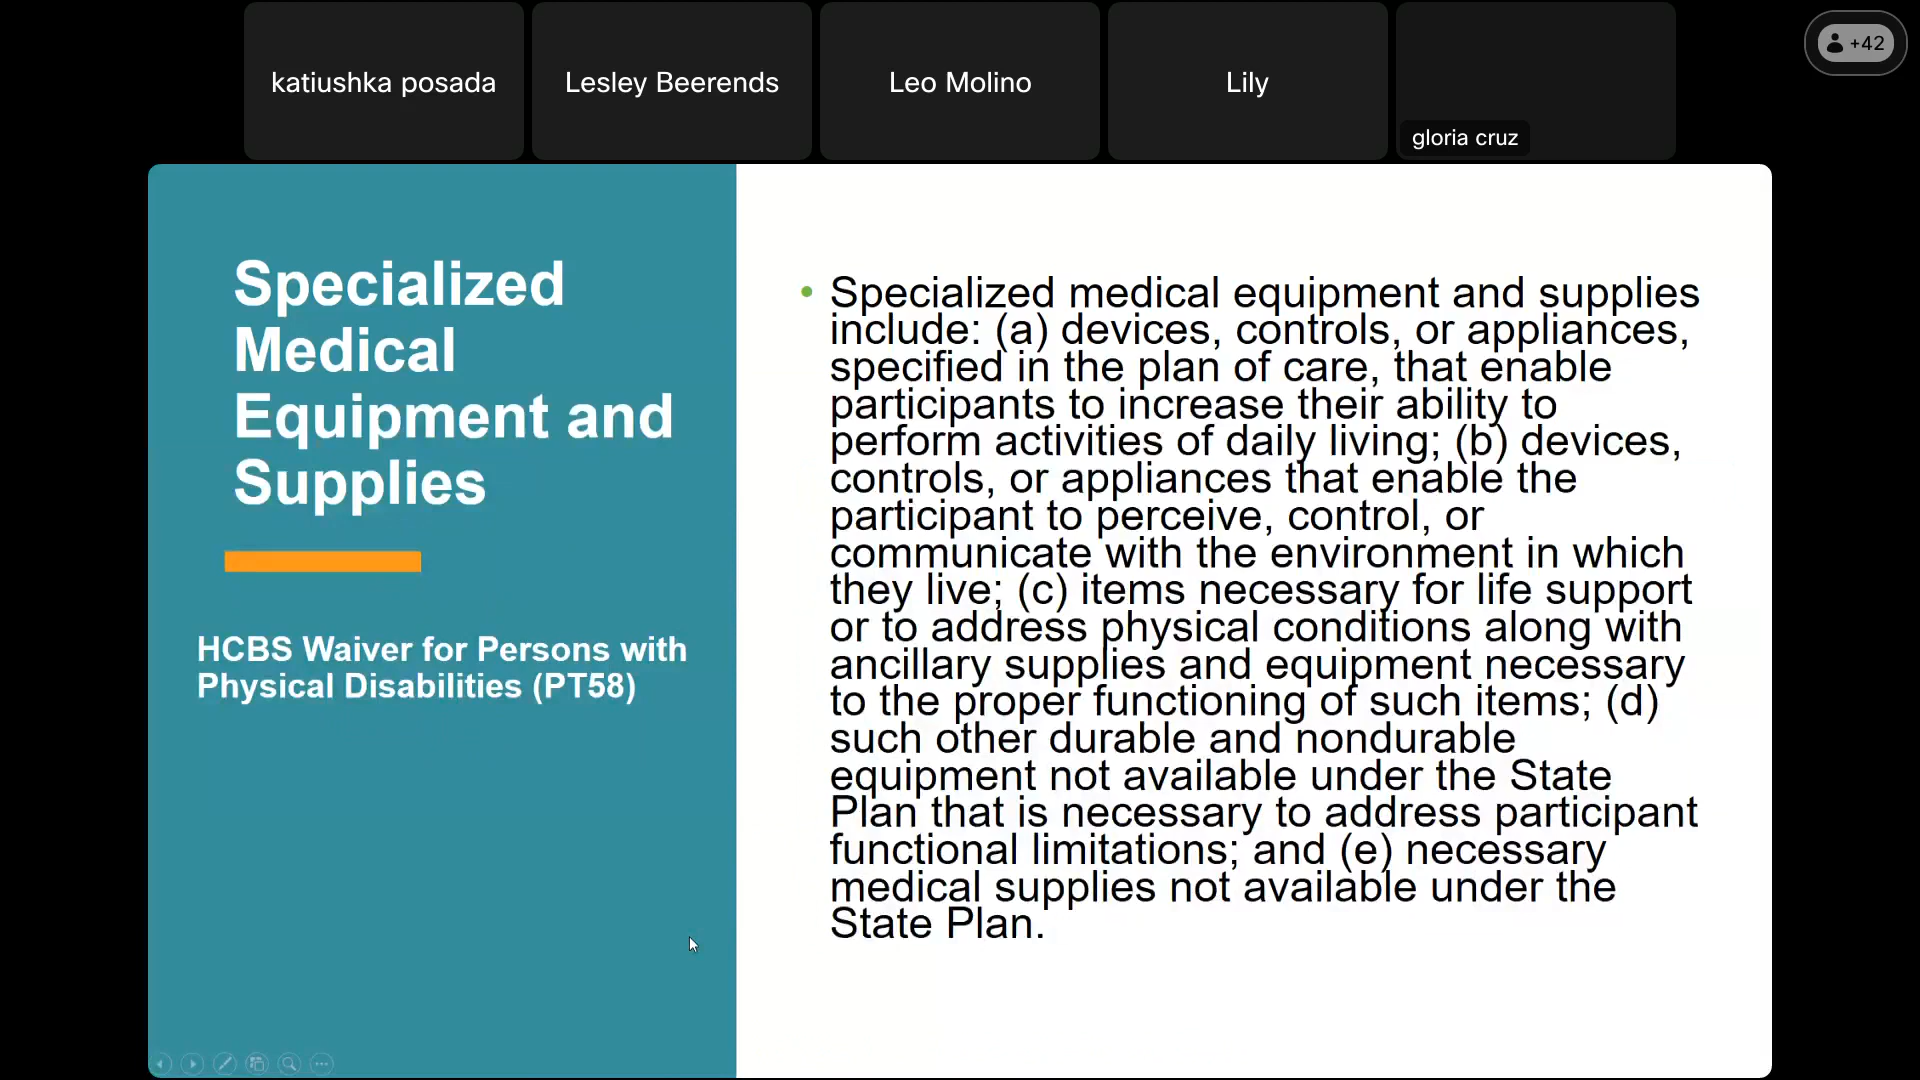 katiushka posada
Lesley Beerends
Leo Molino
Lily
gloria cruz
+42
Specialized
Medical
Equipment and
Supplies
HCBS Waiver for Persons with
Physical Disabilities (PT58)
• Specialized medical equipment and supplies
include: (a) devices, controls, or appliances,
specified in the plan of care, that enable
participants to increase their ability to
perform activities of daily living; (b) devices,
controls, or appliances that enable the
participant to perceive, control, or
communicate with the environment in which
they live; (c) items necessary for life support
or to address physical conditions along with
ancillary supplies and equipment necessary
to the proper functioning of such items; (d)
such other durable and nondurable
equipment not available under the State
Plan that is necessary to address participant
functional limitations; and (e) necessary
medical supplies not available under the
State Plan.